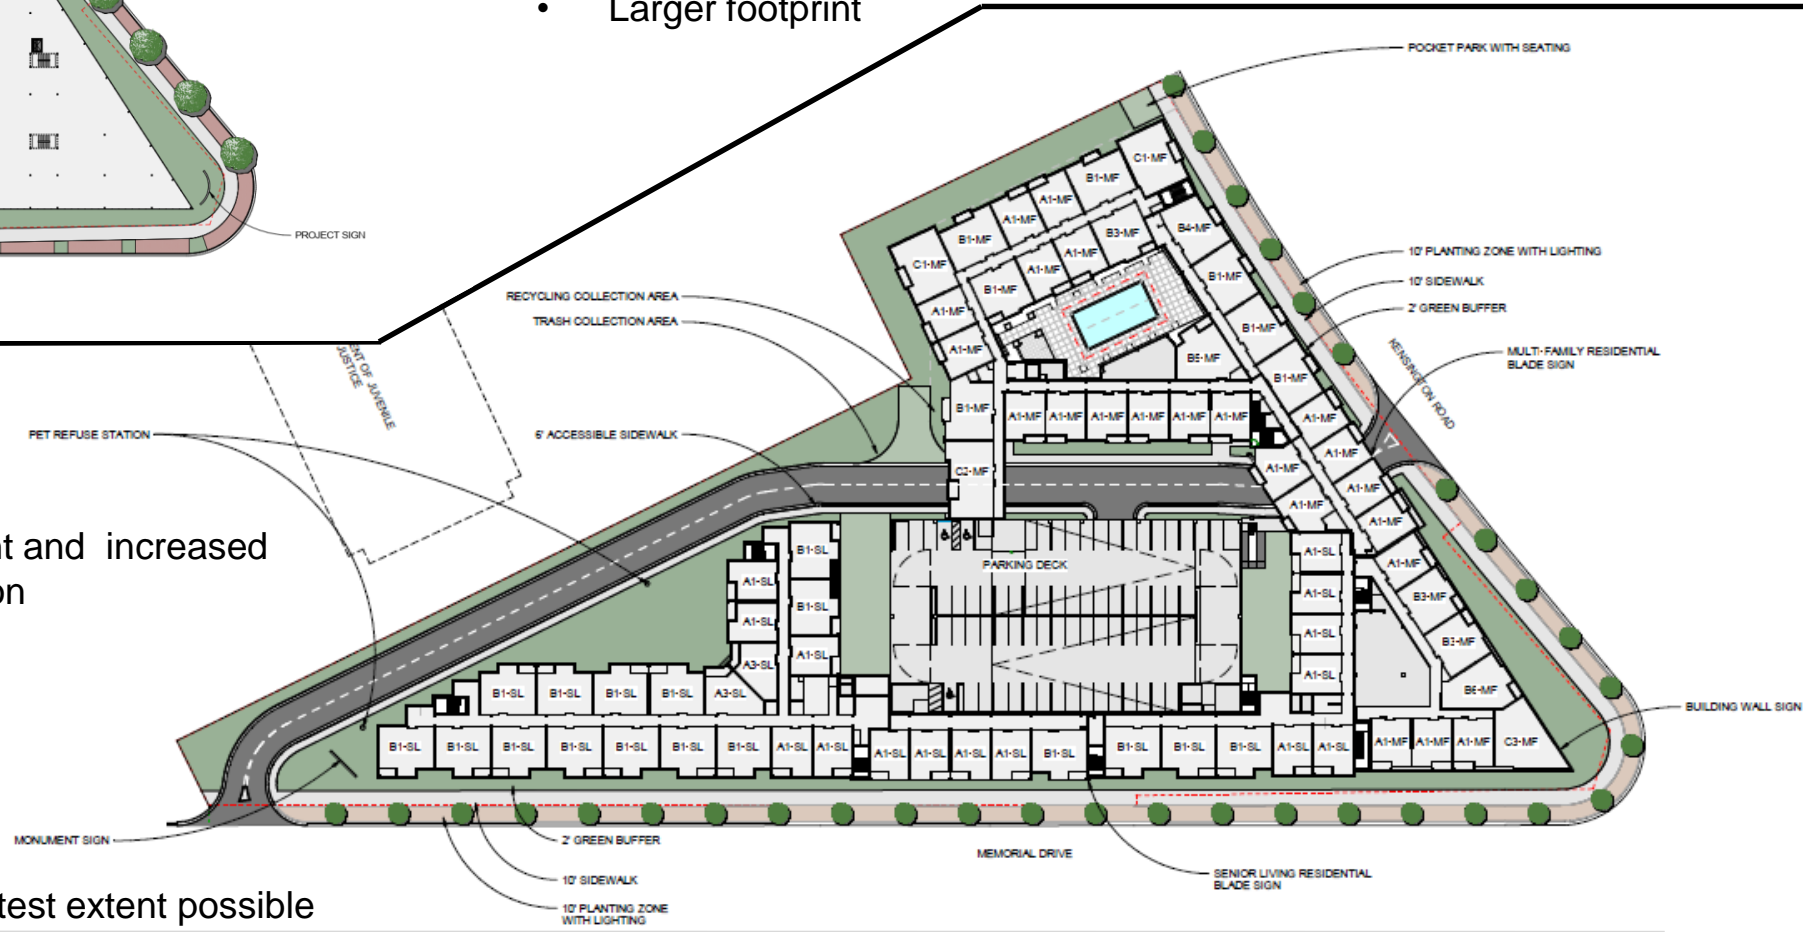 • Larger footprint
POCKET PARK WITH SEATING
PROJECT SIGN
10' PLANTING ZONE WITH LIGHTING
10' SIDEWALK
2' GREEN BUFFER
KENSINGTON ROAD
MULTI-FAMILY RESIDENTIAL
BLADE SIGN
RECYCLING COLLECTION AREA
TRASH COLLECTION AREA
ENT OF JUVENILE
JUSTICE
PET REFUSE STATION
6' ACCESSIBLE SIDEWALK
C1-MF
B1-MF
A1-MF
A1-MF
B1-MF
C1-MF
B4-MF
B3-MF
A1-MF
A1-MF
B1-MF
A1-MF
A1-MF
B1-MF
B1-MF
B5-MF
B1-MF
B1-MF
A1-MF
A1-MF
A1-MF
A1-MF
A1-MF
A1-MF
A1-MF
A1-MF
C2-MF
A1-MF
A1-MF
A1-MF
A1-MF
nt and increased
on
PARKING DECK
B1-SL
A1-SL
B1-SL
A1-SL
A1-SL
A3-SL
A1-SL
A1-SL
A1-SL
A1-SL
A1-MF
B3-MF
B3-MF
B6-MF
B1-SL
B1-SL
B1-SL
B1-SL
A3-SL
B1-SL
B1-SL
B1-SL
B1-SL
B1-SL
B1-SL
B1-SL
A1-SL
A1-SL
A1-SL
A1-SL
A1-SL
A1-SL
B1-SL
B1-SL
B1-SL
B1-SL
A1-SL
A1-SL
A1-MF
A1-MF
A1-MF
C3-MF
BUILDING WALL SIGN
MONUMENT SIGN
2' GREEN BUFFER
MEMORIAL DRIVE
10' SIDEWALK
SENIOR LIVING RESIDENTIAL
BLADE SIGN
10' PLANTING ZONE
WITH LIGHTING
test extent possible